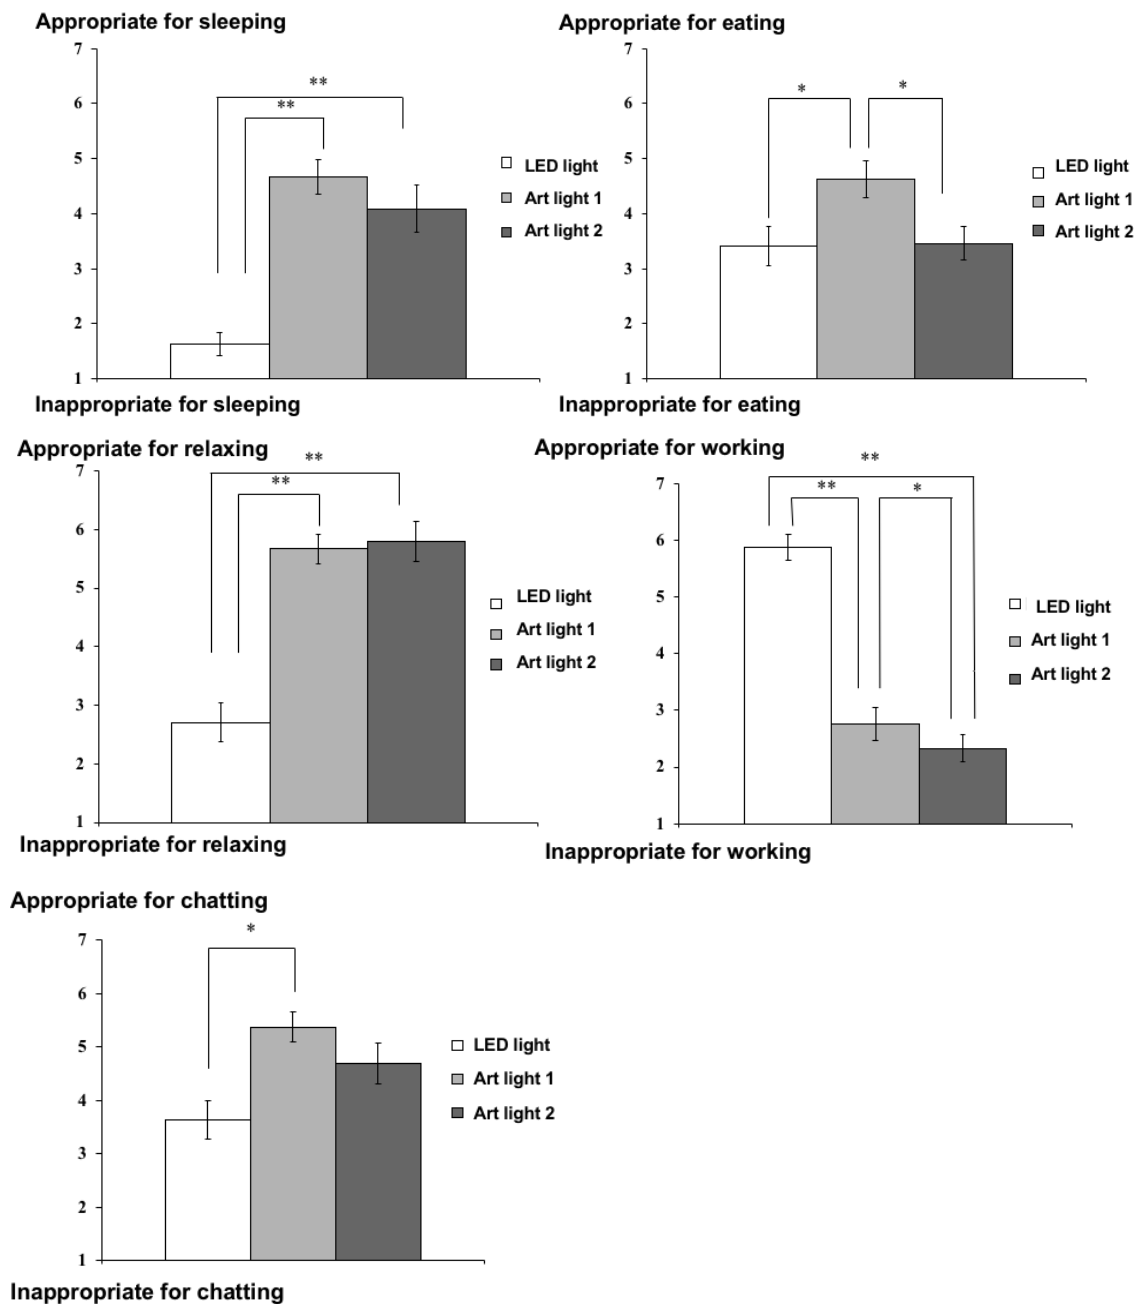 Appropriate for sleeping
7
6
5
4
3
2
1
**
**
LED light
Art light 1
Art light 2
Inappropriate for sleeping
Appropriate for eating
7
6
5
4
3
2
1
*
*
LED light
Art light 1
Art light 2
Inappropriate for eating
Appropriate for relaxing
7
6
5
4
3
2
1
**
**
LED light
Art light 1
Art light 2
Inappropriate for relaxing
Appropriate for working
7
6
5
4
3
2
1
**
**
*
LED light
Art light 1
Art light 2
Inappropriate for working
Appropriate for chatting
7
6
5
4
3
2
1
*
LED light
Art light 1
Art light 2
Inappropriate for chatting